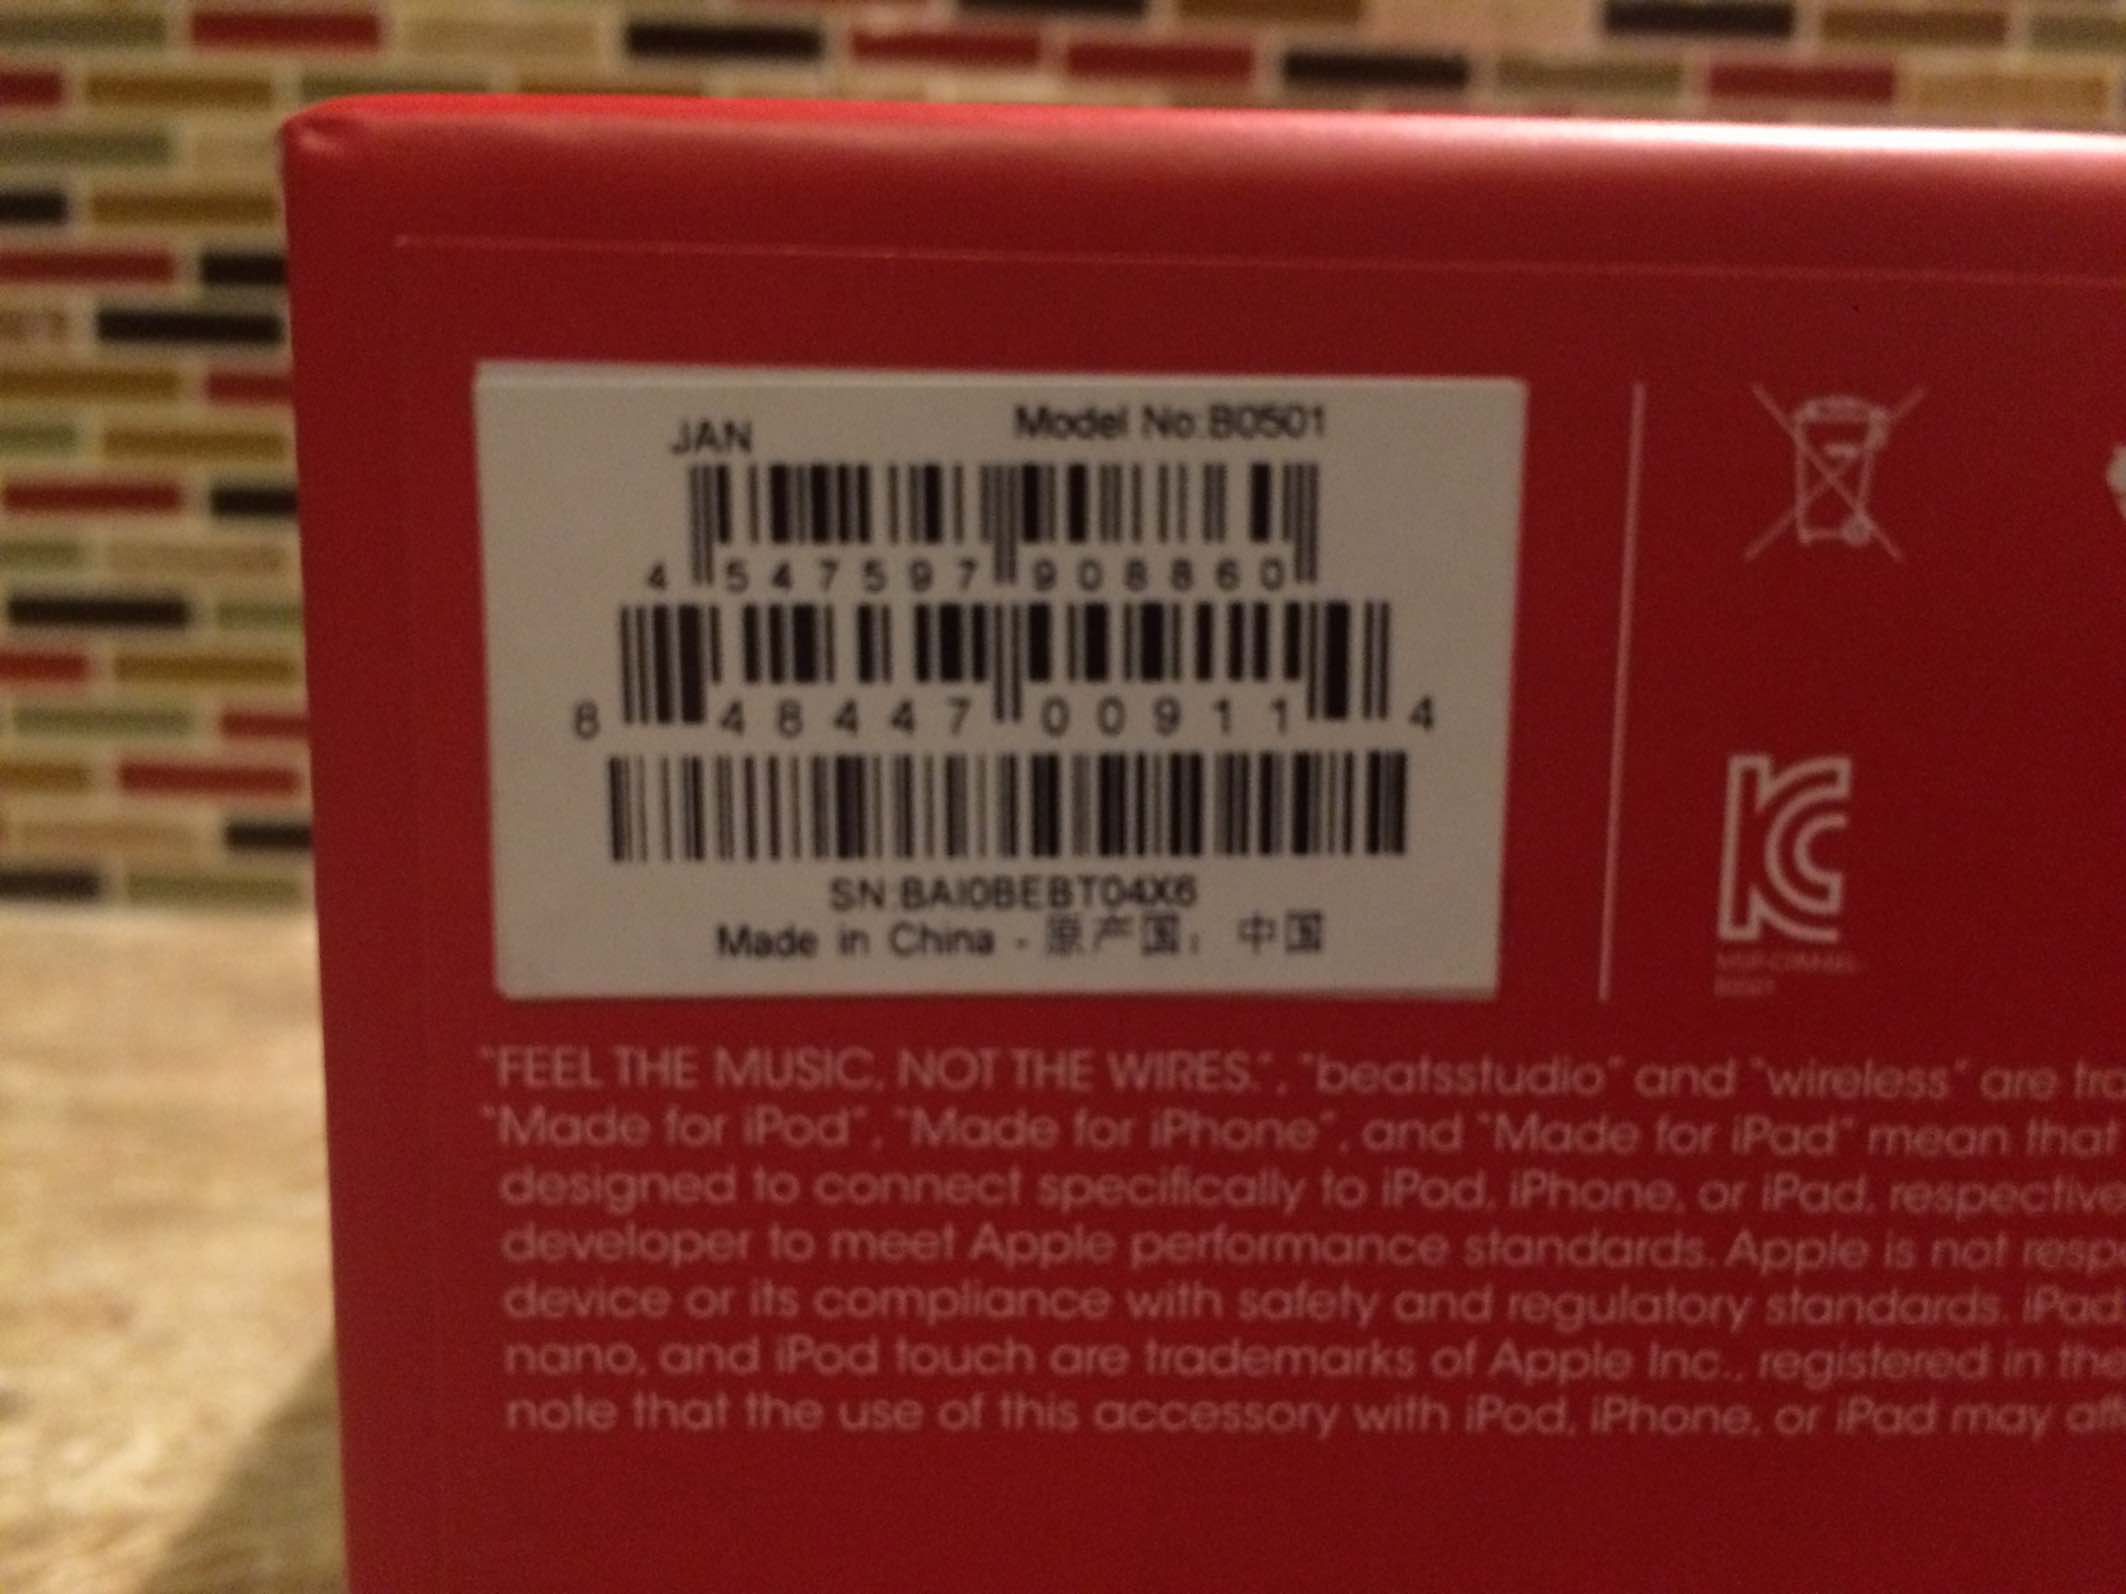 JAN Model No:B0501
4 547597 908860
8 48447 00911 4
SN:BAI0BEBT04X6
Made in China - 原产国: 中国
"FEEL THE MUSIC, NOT THE WIRES.", "beatsstudio" and "wireless" are
"Made for iPod", "Made for iPhone", and "Made for iPad" mean that
designed to connect specifically to iPod, iPhone, or iPad, respective
developer to meet Apple performance standards. Apple is not resp
device or its compliance with safety and regulatory standards. iPad
nano, and iPod touch are trademarks of Apple Inc., registered in the
note that the use of this accessory with iPod, iPhone, or iPad may